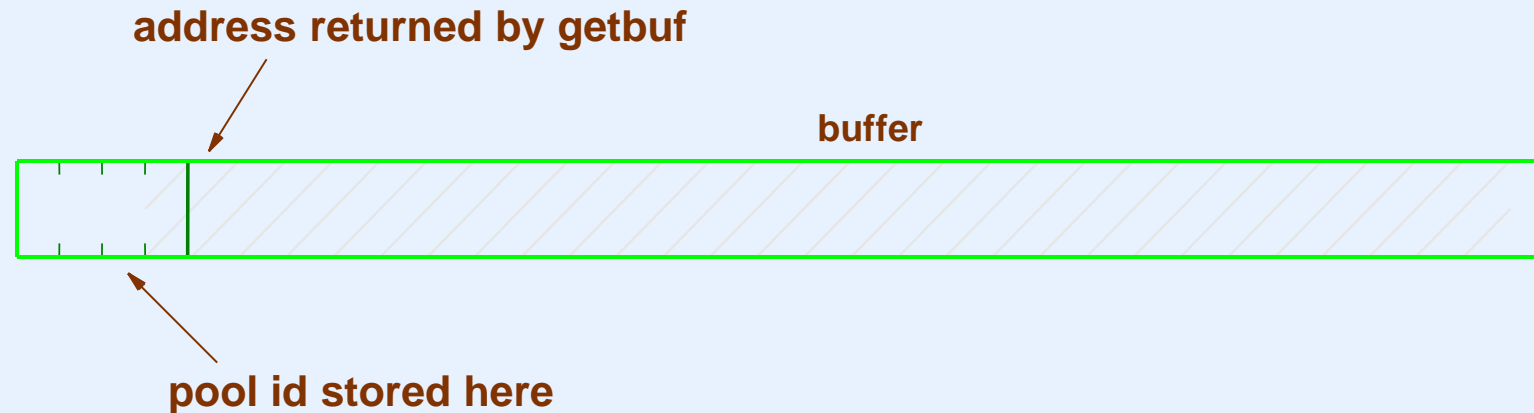 address returned by getbuf
buffer
pool id stored here